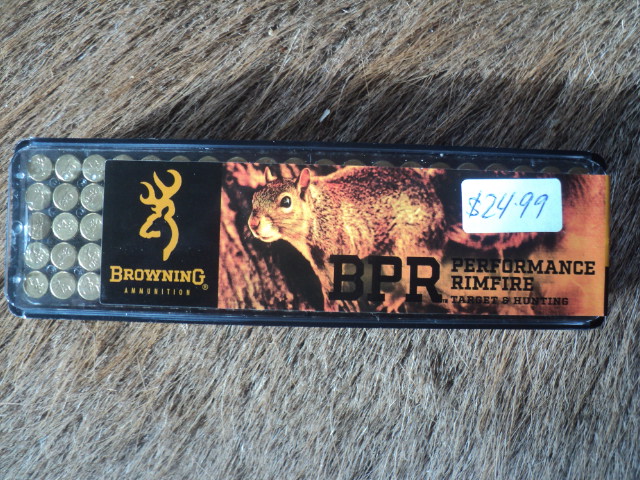 BROWNING®
AMMUNITION
$24.99
BPR
PERFORMANCE
RIMFIRE
TARGET & HUNTING